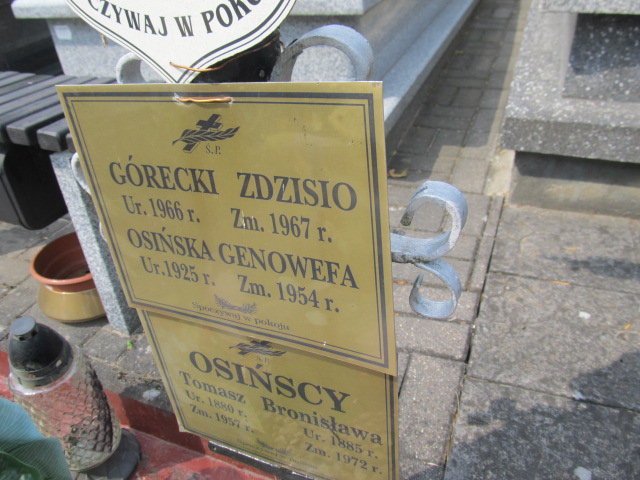 CZYWAJ W POKOJU
Ś.P.
GÓRECKI ZDZISIO
Ur. 1966 r. Zm. 1967 r.
OSIŃSKA GENOWEFA
Ur.1925 r. Zm. 1954 r.
Spoczywaj w pokoju
Ś.P.
OSIŃSCY
Tomasz Bronisława
Ur. 1880 r. Ur. 1885 r.
Zm. 1957 r. Zm. 1972 r.